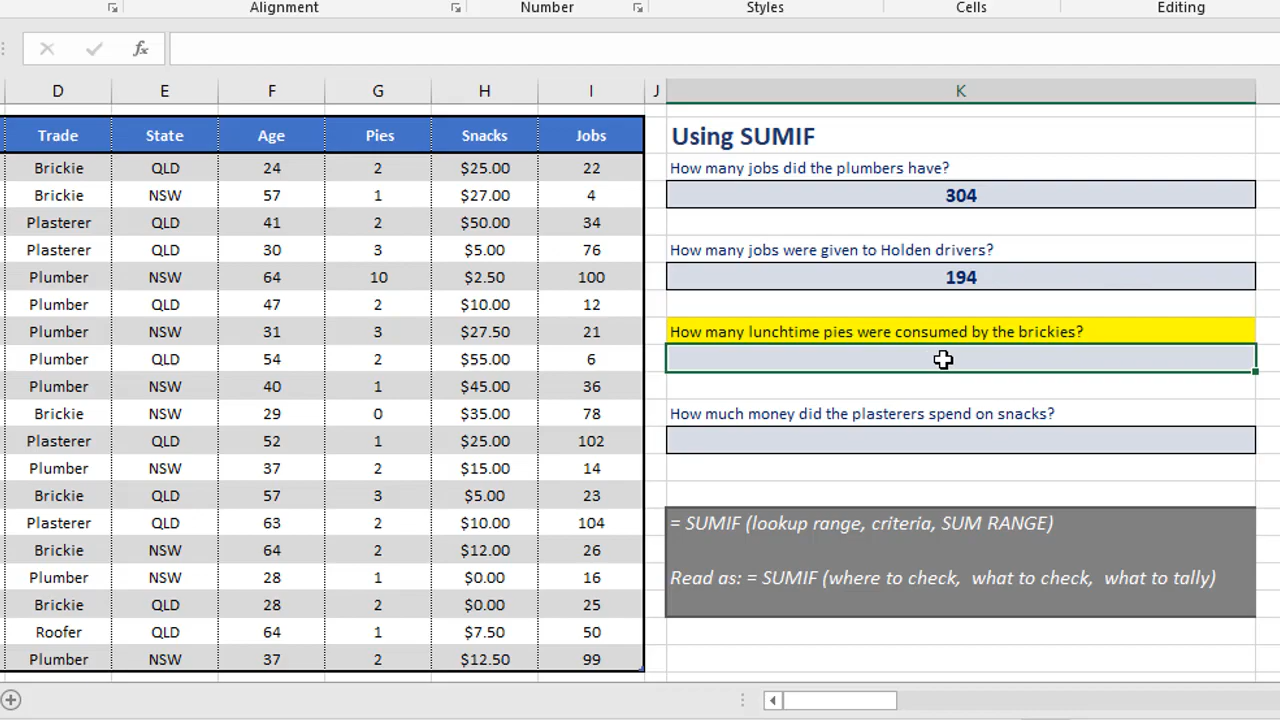 Alignment Number Styles Cells Editing
fx
D E F G H I J K
Trade State Age Pies Snacks Jobs Using SUMIF
Brickie QLD 24 2 $25.00 22 How many jobs did the plumbers have?
Brickie NSW 57 1 $27.00 4 304
Plasterer QLD 41 2 $50.00 34
Plasterer QLD 30 3 $5.00 76 How many jobs were given to Holden drivers?
Plumber NSW 64 10 $2.50 100 194
Plumber QLD 47 2 $10.00 12
Plumber NSW 31 3 $27.50 21 How many lunchtime pies were consumed by the brickies?
Plumber QLD 54 2 $55.00 6
Plumber NSW 40 1 $45.00 36
Brickie NSW 29 0 $35.00 78 How much money did the plasterers spend on snacks?
Plasterer QLD 52 1 $25.00 102
Plumber NSW 37 2 $15.00 14
Brickie QLD 57 3 $5.00 23
Plasterer QLD 63 2 $10.00 104 = SUMIF (lookup range, criteria, SUM RANGE)
Brickie NSW 64 2 $12.00 26
Plumber NSW 28 1 $0.00 16 Read as: = SUMIF (where to check, what to check, what to tally)
Brickie QLD 28 2 $0.00 25
Roofer QLD 64 1 $7.50 50
Plumber NSW 37 2 $12.50 99